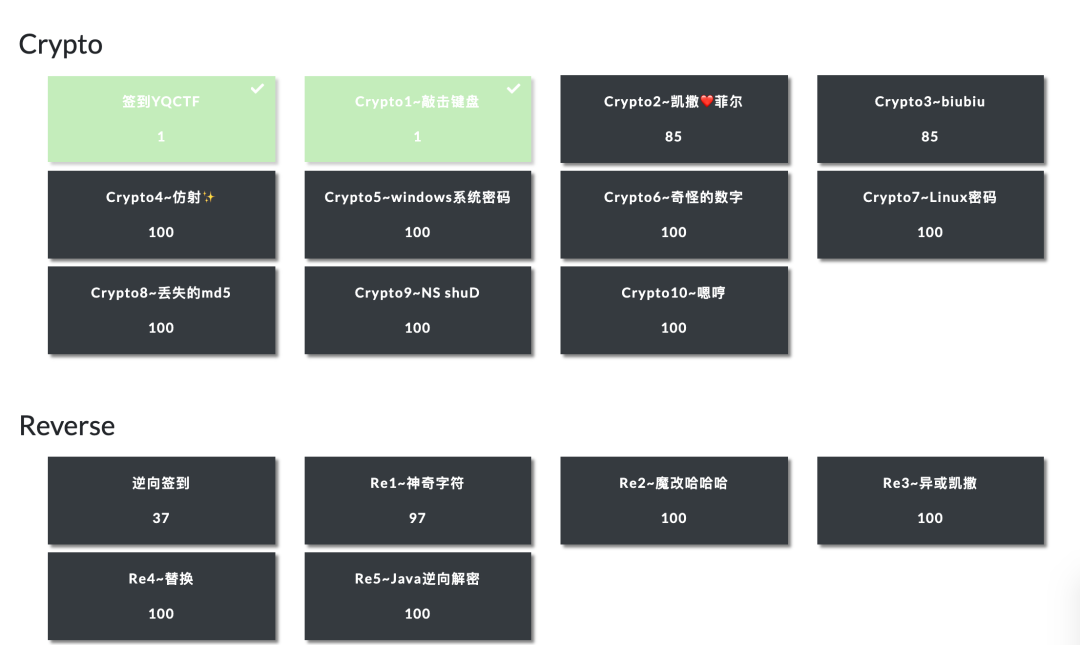 Crypto
签到YQCTF
1
Crypto1~敲击键盘
1
Crypto2~凯撒❤️菲尔
85
Crypto3~biubiu
85
Crypto4~仿射✨
100
Crypto5~windows系统密码
100
Crypto6~奇怪的数字
100
Crypto7~Linux密码
100
Crypto8~丢失的md5
100
Crypto9~NS shuD
100
Crypto10~嗯哼
100
Reverse
逆向签到
37
Re1~神奇字符
97
Re2~魔改哈哈哈
100
Re3~异或凯撒
100
Re4~替换
100
Re5~Java逆向解密
100